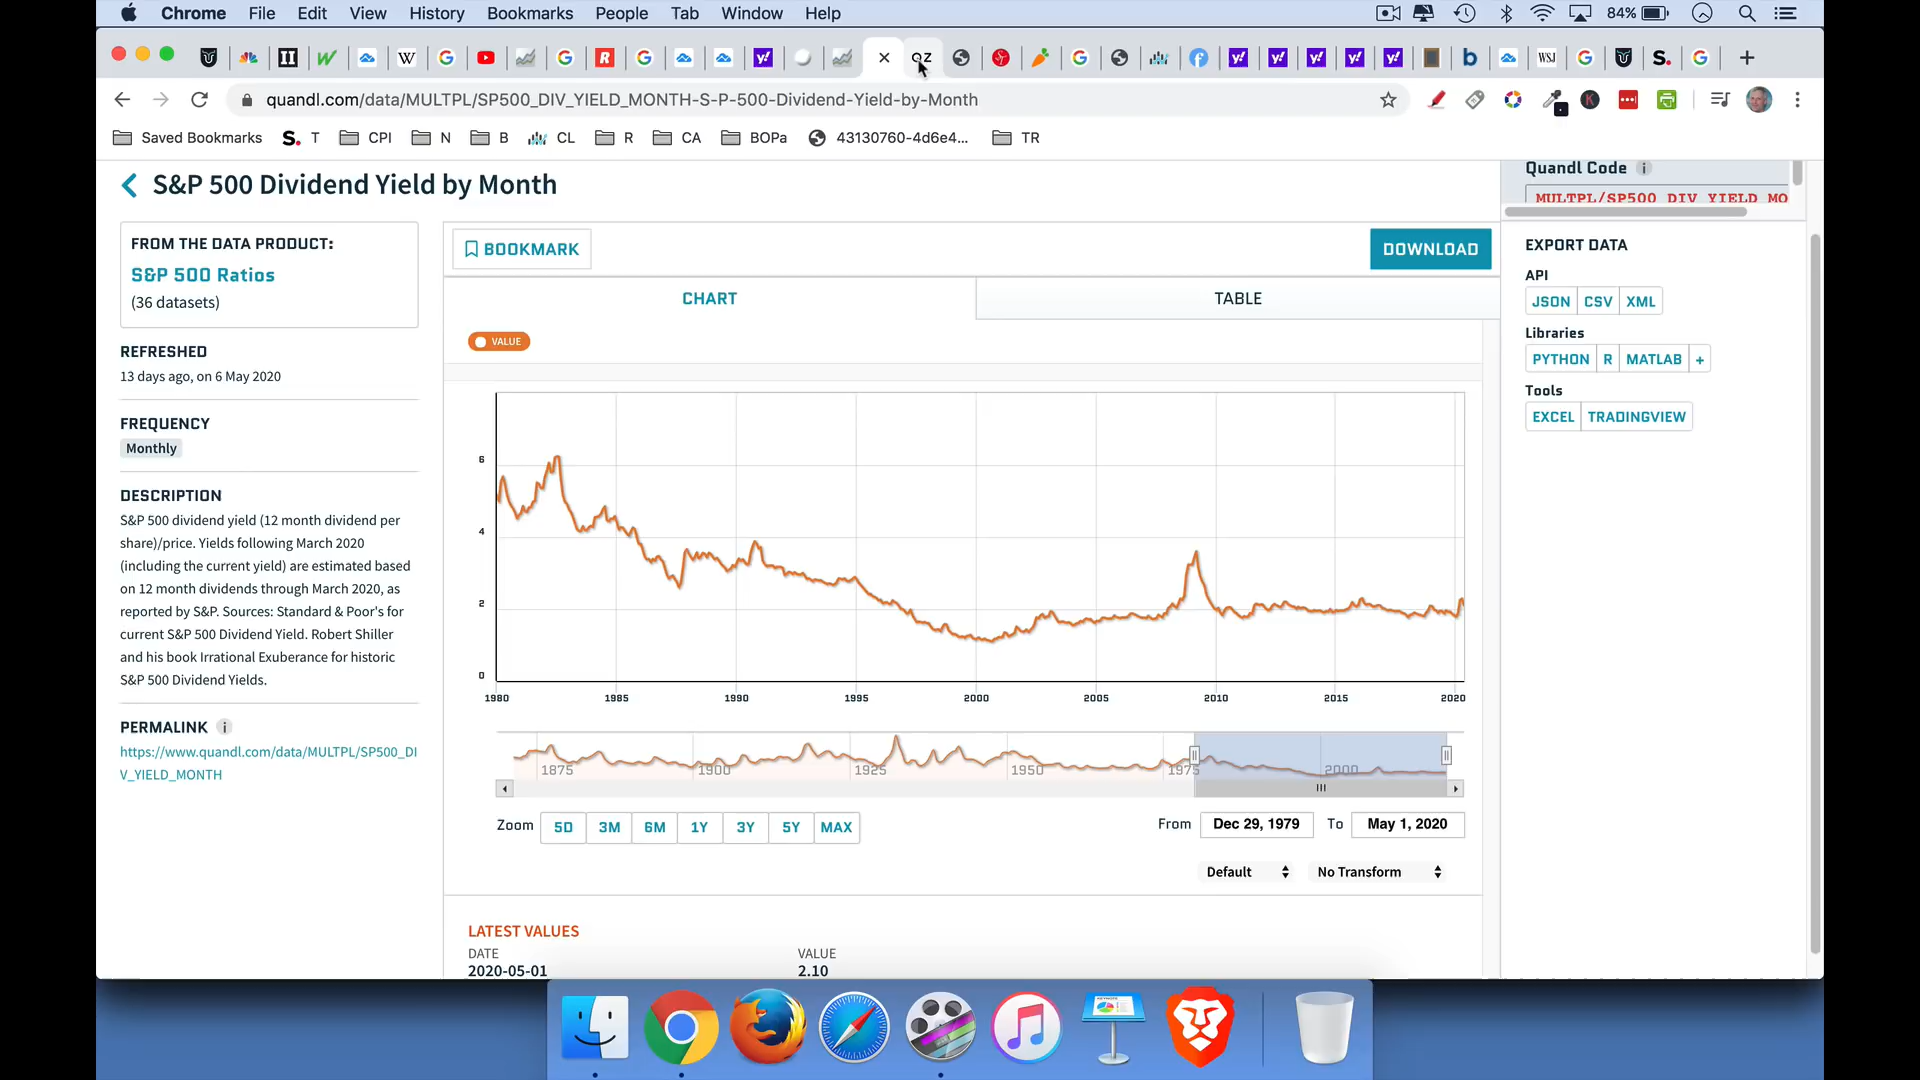 Chrome File Edit View History Bookmarks People Tab Window Help 84%
II W y! R QZ b WSJ S. G
quandl.com/data/MULTPL/SP500_DIV_YIELD_MONTH-S-P-500-Dividend-Yield-by-Month
Saved Bookmarks S. T CPI N B CL R CA BOPa 43130760-4d6e4... TR
S&P 500 Dividend Yield by Month
Quandl Code i
MULTPL/SP500_DIV_YIELD_MO
FROM THE DATA PRODUCT:
S&P 500 Ratios
(36 datasets)
REFRESHED
13 days ago, on 6 May 2020
FREQUENCY
Monthly
DESCRIPTION
S&P 500 dividend yield (12 month dividend per
share)/price. Yields following March 2020
(including the current yield) are estimated based
on 12 month dividends through March 2020, as
reported by S&P. Sources: Standard & Poor's for
current S&P 500 Dividend Yield. Robert Shiller
and his book Irrational Exuberance for historic
S&P 500 Dividend Yields.
PERMALINK i
https://www.quandl.com/data/MULTPL/SP500_DI
V_YIELD_MONTH
BOOKMARK
DOWNLOAD
CHART
TABLE
VALUE
6
4
2
0
1980 1985 1990 1995 2000 2005 2010 2015 2020
1875 1900 1925 1950 1975 2000
Zoom 5D 3M 6M 1Y 3Y 5Y MAX
From Dec 29, 1979 To May 1, 2020
Default No Transform
LATEST VALUES
DATE VALUE
2020-05-01 2.10
EXPORT DATA
API
JSON CSV XML
Libraries
PYTHON R MATLAB +
Tools
EXCEL TRADINGVIEW
KEYNOTE